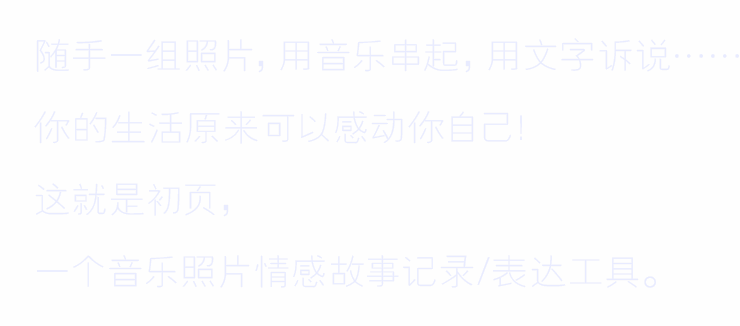 随手一组照片，用音乐串起，用文字诉说……
你的生活原来可以感动你自己！
这就是初页，
一个音乐照片情感故事记录/表达工具。